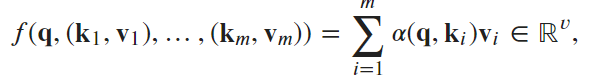 f(q, (k₁, v₁), … , (kₘ, vₘ)) = ∑ᵢ₌₁ᵐ α(q, kᵢ)vᵢ ∈ ℝᵛ,